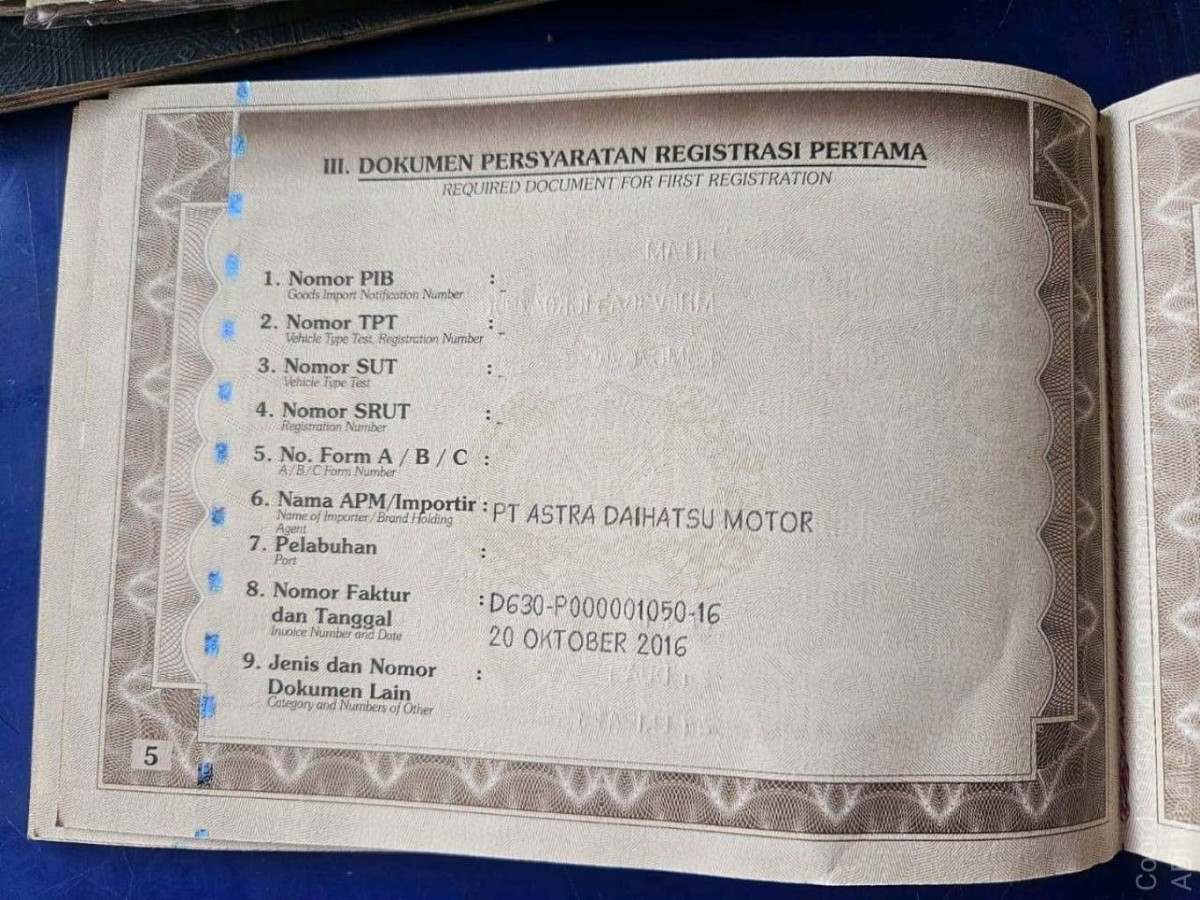 III. DOKUMEN PERSYARATAN REGISTRASI PERTAMA
REQUIRED DOCUMENT FOR FIRST REGISTRATION
1. Nomor PIB : -
Goods Import Notification Number
2. Nomor TPT : -
Vehicle Type Test, Registration Number
3. Nomor SUT : -
Vehicle Type Test
4. Nomor SRUT : -
Registration Number
5. No. Form A / B / C :
A / B / C Form Number
6. Nama APM/Importir : PT ASTRA DAIHATSU MOTOR
Name of Importer / Brand Holding
Agent
7. Pelabuhan :
Port
8. Nomor Faktur : D630-P000001050-16
dan Tanggal 20 OKTOBER 2016
Invoice Number and Date
9. Jenis dan Nomor :
Dokumen Lain
Category and Numbers of Other
5